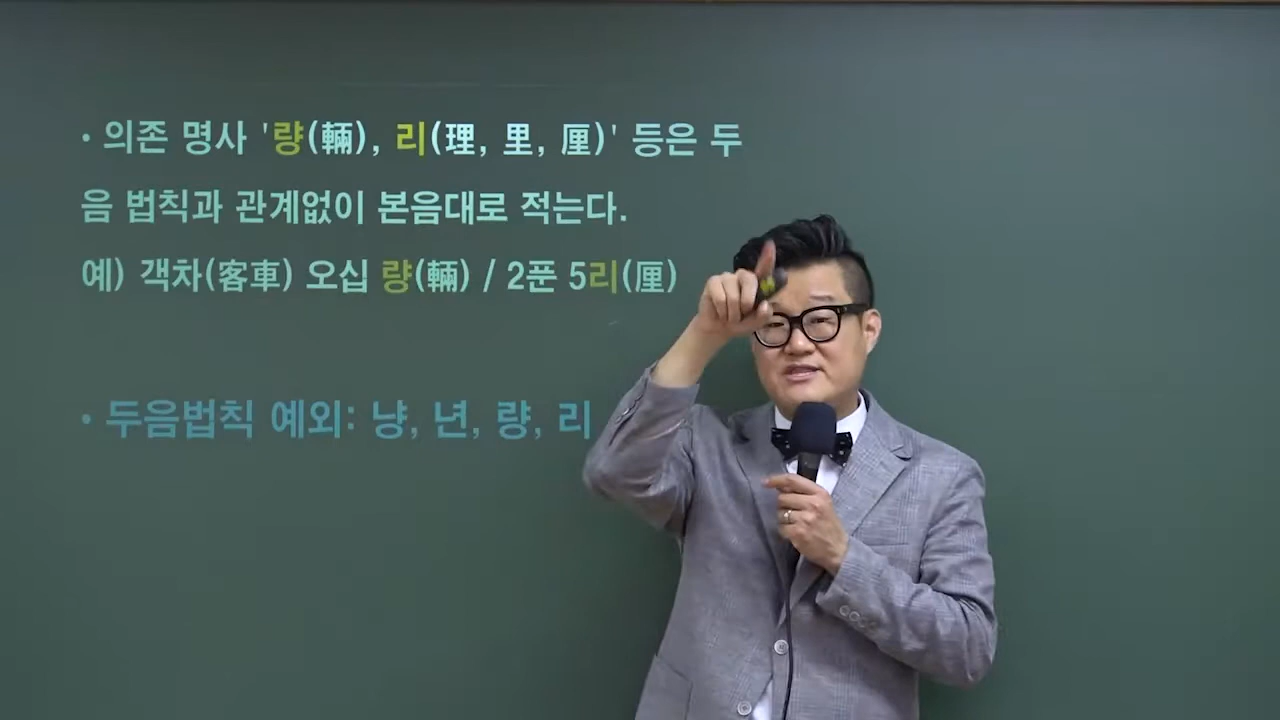 • 의존 명사 '량(輛), 리(理, 里, 厘)' 등은 두
음 법칙과 관계없이 본음대로 적는다.
예) 객차(客車) 오십 량(輛) / 2푼 5리(厘)
• 두음법칙 예외: 냥, 년, 량, 리